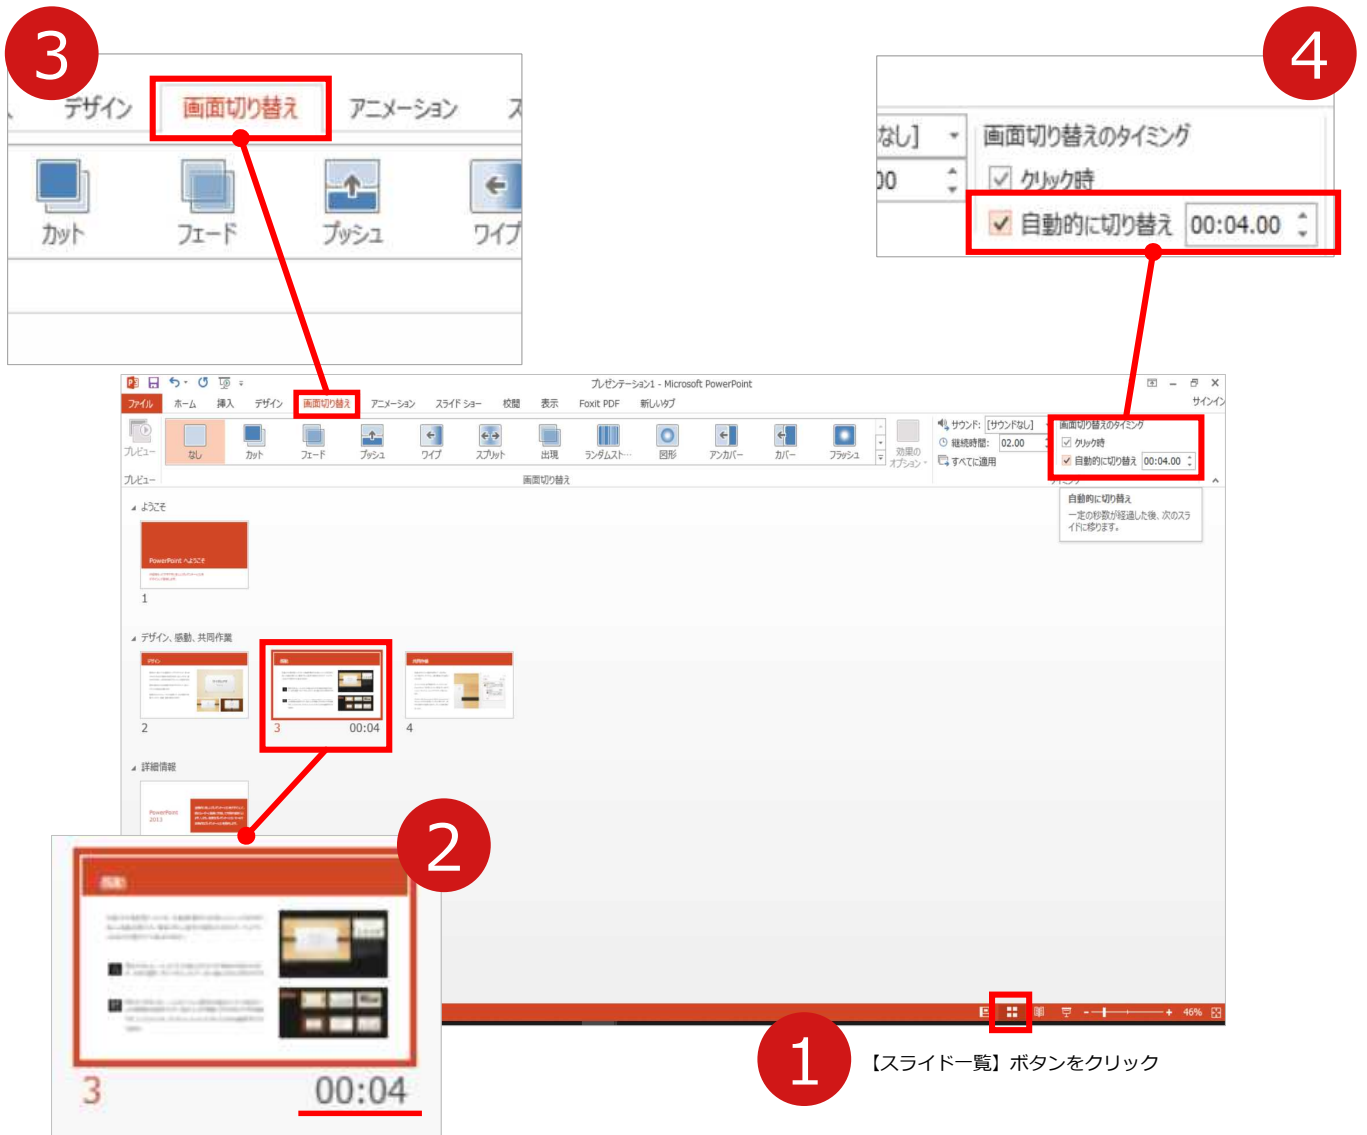 3
デザイン 画面切り替え アニメーション ス
カット フェード プッシュ ワイプ
4
なし] 画面切り替えのタイミング
00 クリック時
自動的に切り替え 00:04.00
プレゼンテーション1 - Microsoft PowerPoint
ファイル ホーム 挿入 デザイン 画面切り替え アニメーション スライド ショー 校閲 表示 Foxit PDF 新しいタブ サインイン
プレビュー なし カット フェード プッシュ ワイプ スプリット 出現 ランダムスト… 図形 アンカバー カバー フラッシュ 効果の
オプション
サウンド: [サウンドなし]
継続時間: 02.00
すべてに適用
画面切り替えのタイミング
クリック時
自動的に切り替え 00:04.00
プレビュー 画面切り替え
自動的に切り替え
一定の秒数が経過した後、次のスラ
イドに移ります。
ようこそ
PowerPoint へようこそ
1
デザイン、感動、共同作業
デザイン
感動
共同作業
2 3 00:04 4
詳細情報
PowerPoint
2013
2
感動
3 00:04
46%
1
【スライド一覧】ボタンをクリック